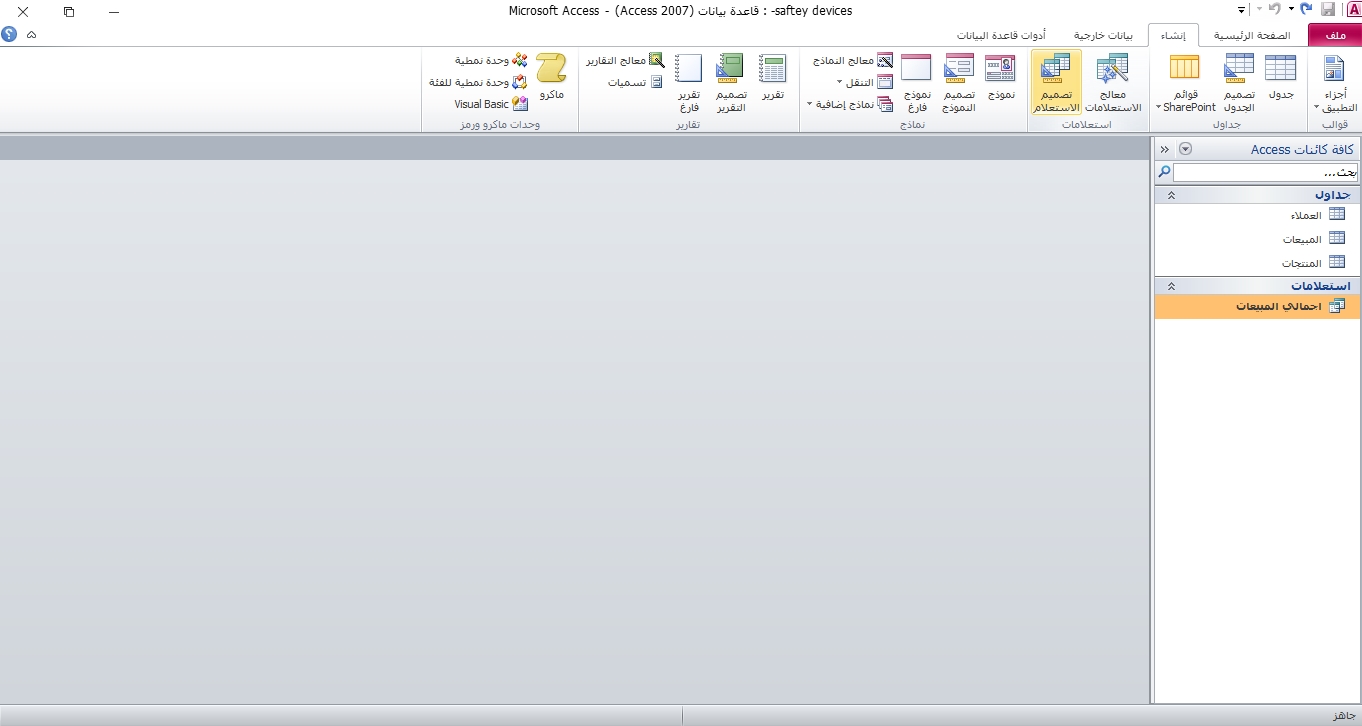 saftey devices- : قاعدة بيانات (Access 2007) - Microsoft Access
ملف
الصفحة الرئيسية
إنشاء
بيانات خارجية
أدوات قاعدة البيانات
أجزاء التطبيق
قوالب
جدول
تصميم الجدول
قوائم SharePoint
جداول
معالج الاستعلامات
تصميم الاستعلام
استعلامات
نموذج
تصميم النموذج
نموذج فارغ
معالج النماذج
التنقل
نماذج إضافية
نماذج
تقرير
تصميم التقرير
تقرير فارغ
معالج التقارير
تسميات
تقارير
ماكرو
وحدة نمطية
وحدة نمطية للفئة
Visual Basic
وحدات ماكرو ورمز
كافة كائنات Access
بحث...
جداول
العملاء
المبيعات
المنتجات
استعلامات
اجمالي المبيعات
جاهز